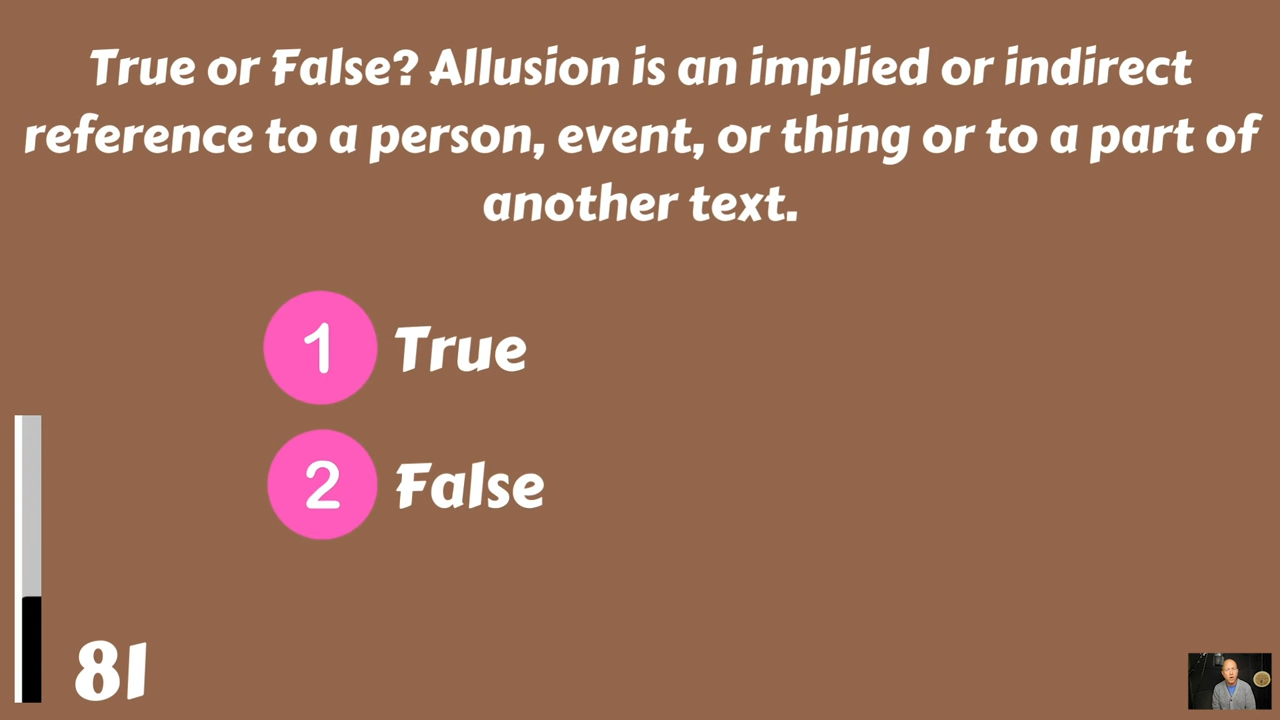 True or False? Allusion is an implied or indirect
reference to a person, event, or thing or to a part of
another text.
1 True
2 False
81